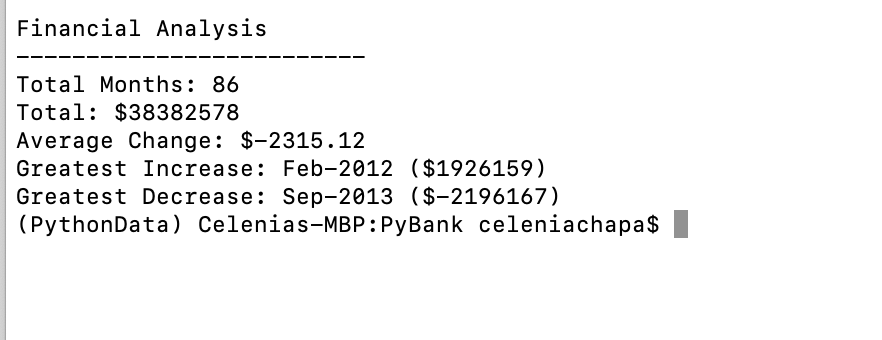 Financial Analysis
-------------------------
Total Months: 86
Total: $38382578
Average Change: $-2315.12
Greatest Increase: Feb-2012 ($1926159)
Greatest Decrease: Sep-2013 ($-2196167)
(PythonData) Celenias-MBP:PyBank celeniachapa$